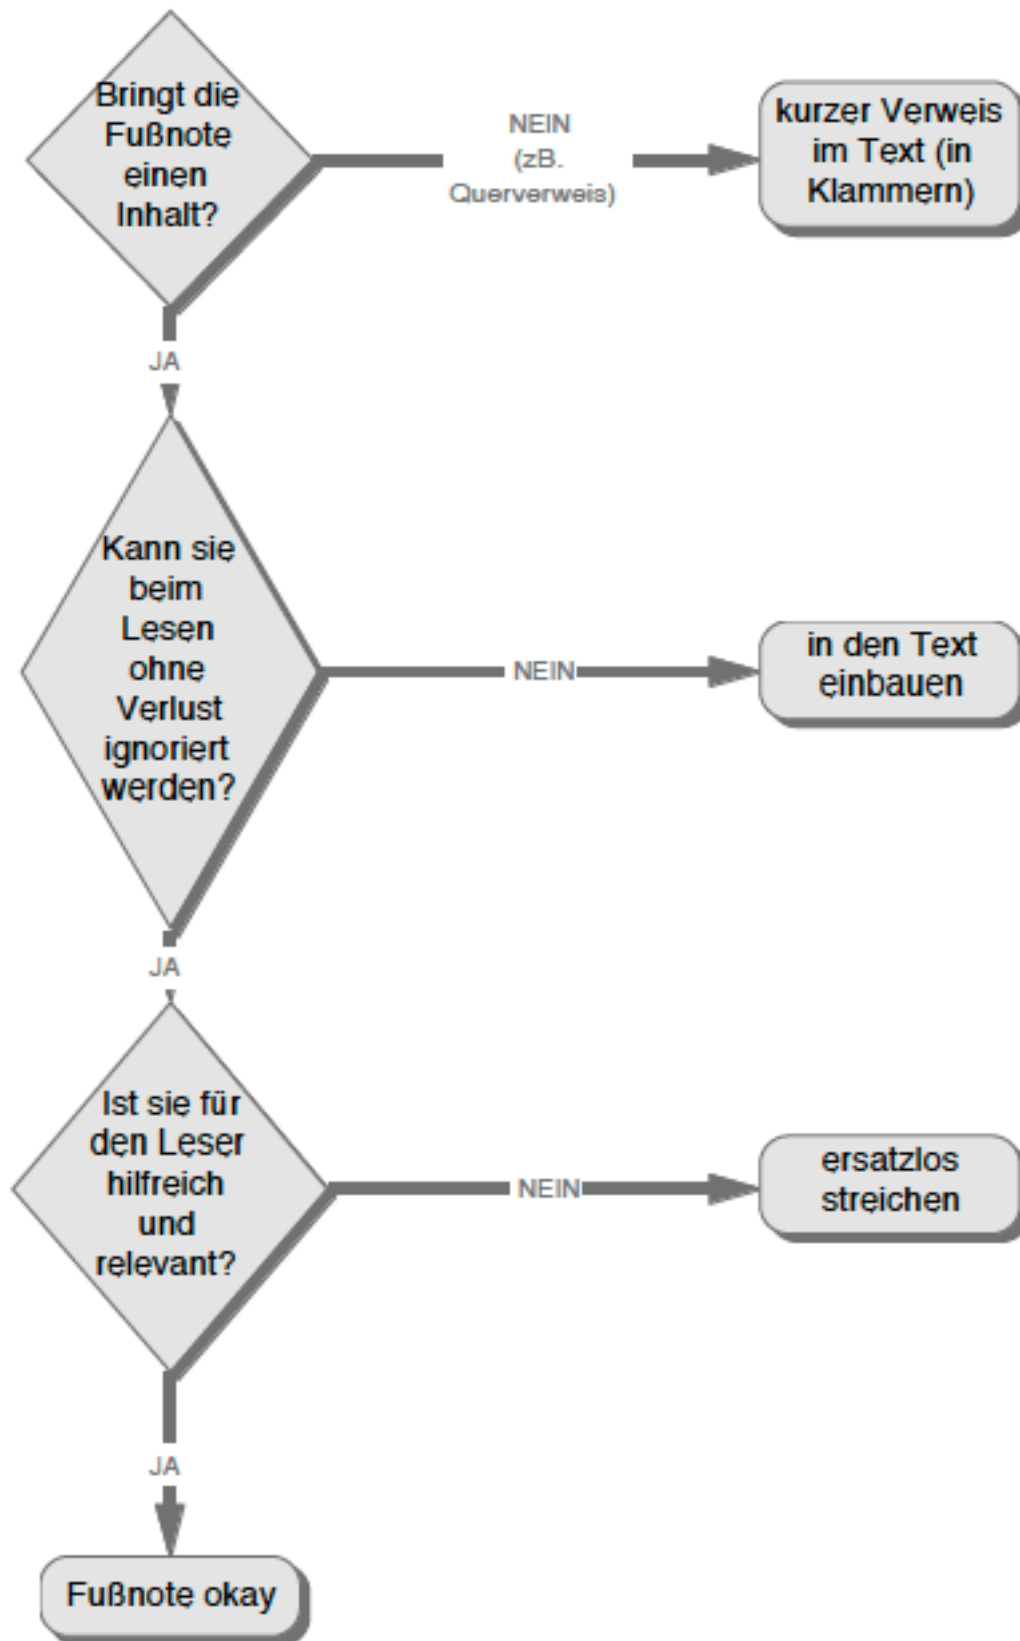 Bringt die
Fußnote
einen
Inhalt?
NEIN
(zB.
Querverweis)
kurzer Verweis
im Text (in
Klammern)
JA
Kann sie
beim
Lesen
ohne
Verlust
ignoriert
werden?
NEIN
in den Text
einbauen
JA
Ist sie für
den Leser
hilfreich
und
relevant?
NEIN
ersatzlos
streichen
JA
Fußnote okay